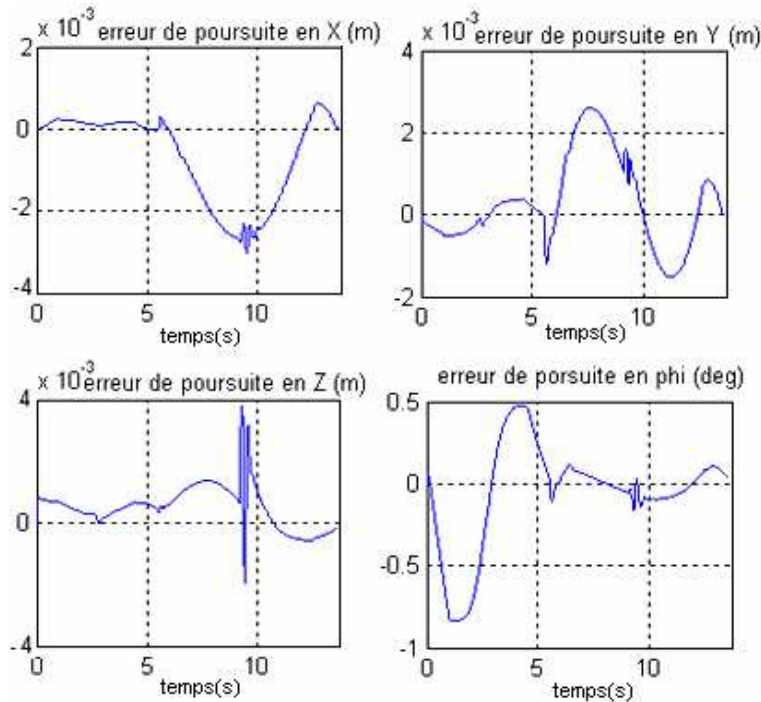 x 10-3 erreur de poursuite en X (m)
2
0
-2
-4
0 5 10
temps(s)
x 10-3 erreur de poursuite en Y (m)
4
2
0
-2
0 5 10
temps(s)
x 10-3 erreur de poursuite en Z (m)
4
0
-4
0 5 10
temps(s)
erreur de porsuite en phi (deg)
0.5
0
-0.5
-1
0 5 10
temps(s)